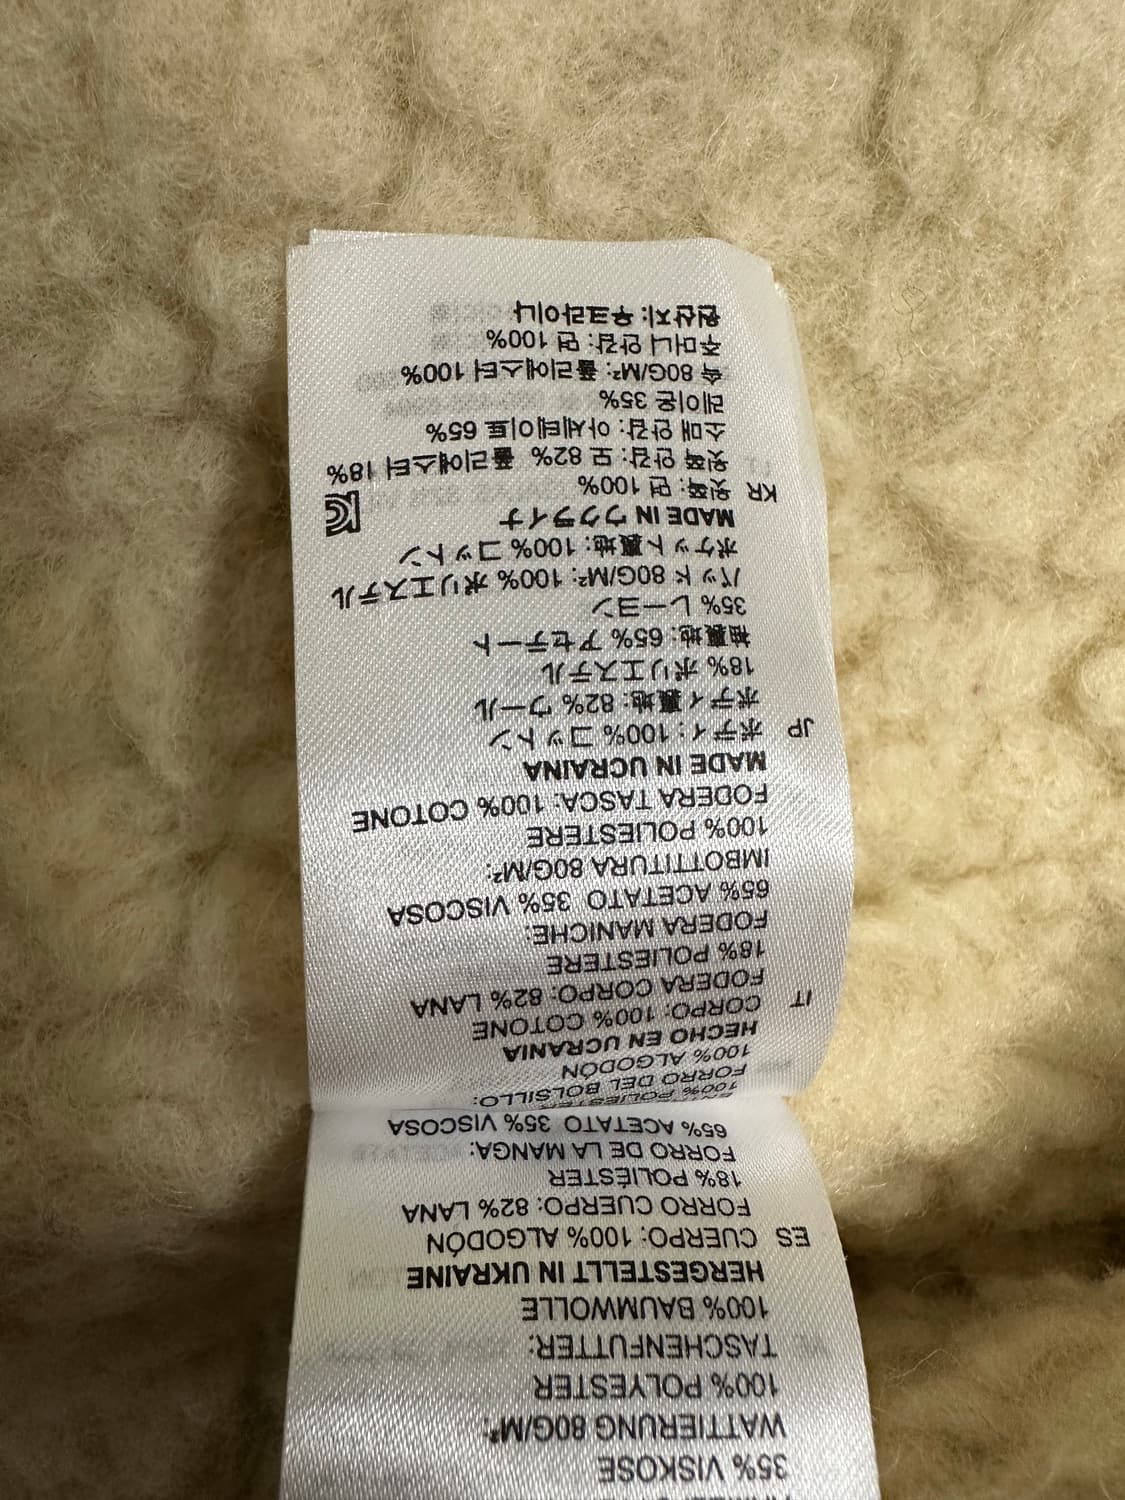 35% VISKOSE
WATTIERUNG 80G/M²:
100% POLYESTER
TASCHENFUTTER:
100% BAUMWOLLE
HERGESTELLT IN UKRAINE
ES CUERPO: 100% ALGODÓN
FORRO CUERPO: 82% LANA
18% POLIÉSTER
FORRO DE LA MANGA:
65% ACETATO 35% VISCOSA
100% POLIESTER
FORRO DEL BOLSILLO:
100% ALGODÓN
HECHO EN UCRANIA
IT CORPO: 100% COTONE
FODERA CORPO: 82% LANA
18% POLIESTERE
FODERA MANICHE:
65% ACETATO 35% VISCOSA
IMBOTTITURA 80G/M²:
100% POLIESTERE
FODERA TASCA: 100% COTONE
MADE IN UCRAINA
JP ボディ: 100% コットン
ボディ裏地: 82% ウール
18% ポリエステル
袖裏地: 65% アセテート
35% レーヨン
パッド 80G/M²: 100% ポリエステル
ポケット裏地: 100% コットン
MADE IN ウクライナ
KR 윗쪽: 면 100%
윗쪽 안감: 모 82% 폴리에스터 18%
소매 안감: 아세테이트 65%
레이온 35%
속 80G/M²: 폴리에스터 100%
주머니 안감: 면 100%
원산지: 우크라이나